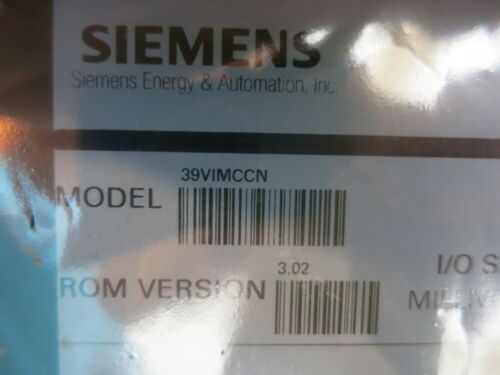 SIEMENS
Siemens Energy & Automation, Inc.
39VIMCCN
MODEL
3.02
ROM VERSION
I/O